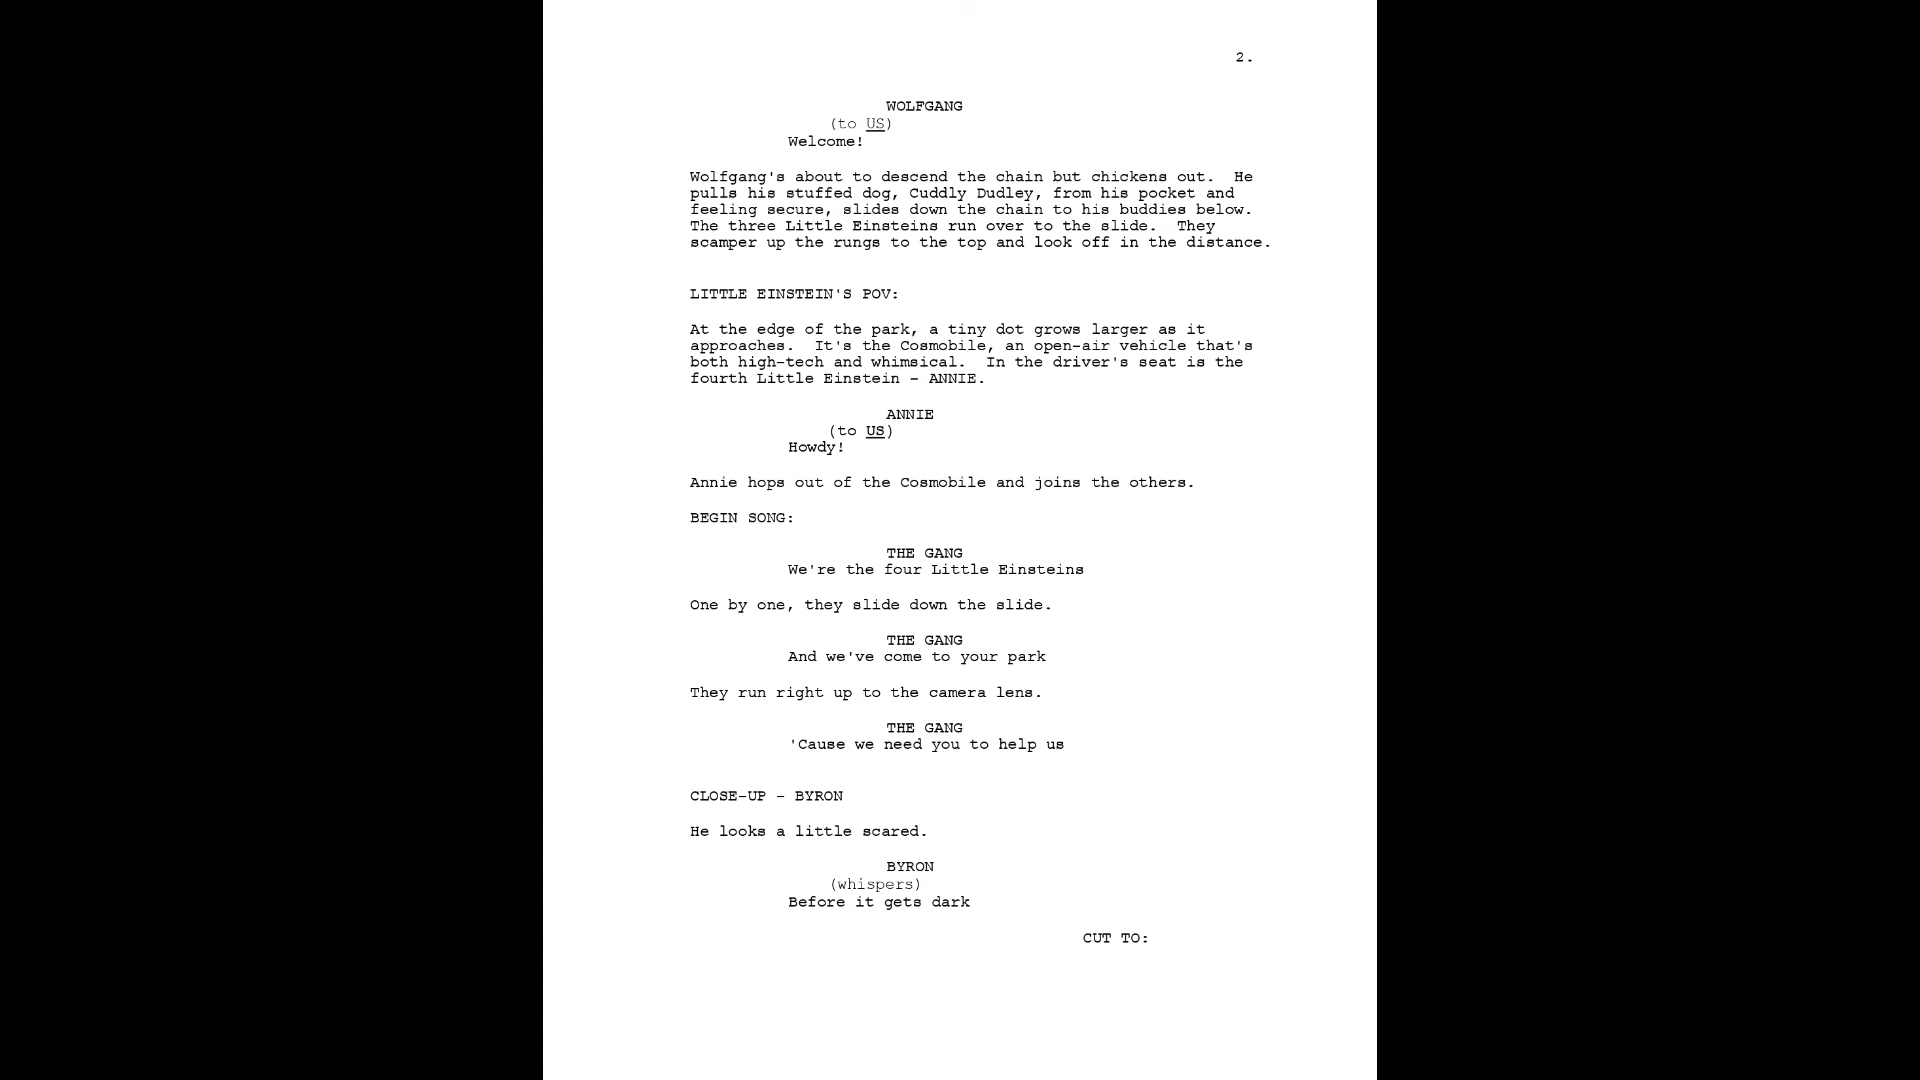 2.
WOLFGANG
(to US)
Welcome!
Wolfgang's about to descend the chain but chickens out.  He
pulls his stuffed dog, Cuddly Dudley, from his pocket and
feeling secure, slides down the chain to his buddies below.
The three Little Einsteins run over to the slide.  They
scamper up the rungs to the top and look off in the distance.
LITTLE EINSTEIN'S POV:
At the edge of the park, a tiny dot grows larger as it
approaches.  It's the Cosmobile, an open-air vehicle that's
both high-tech and whimsical.  In the driver's seat is the
fourth Little Einstein - ANNIE.
ANNIE
(to US)
Howdy!
Annie hops out of the Cosmobile and joins the others.
BEGIN SONG:
THE GANG
We're the four Little Einsteins
One by one, they slide down the slide.
THE GANG
And we've come to your park
They run right up to the camera lens.
THE GANG
'Cause we need you to help us
CLOSE-UP - BYRON
He looks a little scared.
BYRON
(whispers)
Before it gets dark
CUT TO: